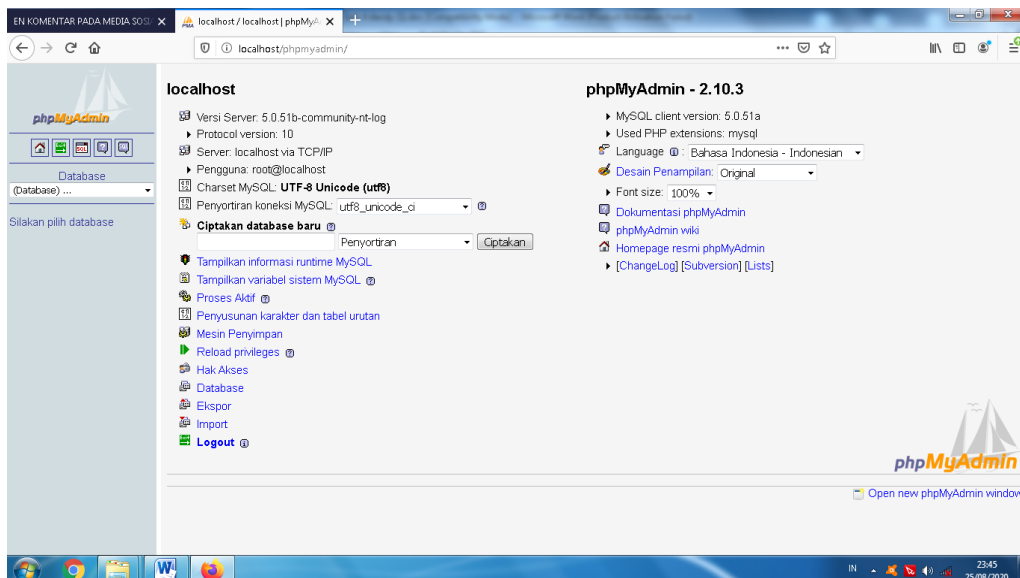 EN KOMENTAR PADA MEDIA SOSI
localhost / localhost | phpMyA
localhost/phpmyadmin/
phpMyAdmin
Database
(Database) ...
Silakan pilih database
localhost
Versi Server: 5.0.51b-community-nt-log
Protocol version: 10
Server: localhost via TCP/IP
Pengguna: root@localhost
Charset MySQL: UTF-8 Unicode (utf8)
Penyortiran koneksi MySQL: utf8_unicode_ci
Ciptakan database baru
Penyortiran Ciptakan
Tampilkan informasi runtime MySQL
Tampilkan variabel sistem MySQL
Proses Aktif
Penyusunan karakter dan tabel urutan
Mesin Penyimpan
Reload privileges
Hak Akses
Database
Ekspor
Import
Logout
phpMyAdmin - 2.10.3
MySQL client version: 5.0.51a
Used PHP extensions: mysql
Language : Bahasa Indonesia - Indonesian
Desain Penampilan: Original
Font size: 100%
Dokumentasi phpMyAdmin
phpMyAdmin wiki
Homepage resmi phpMyAdmin
[ChangeLog] [Subversion] [Lists]
phpMyAdmin
Open new phpMyAdmin window
IN
23:45
25/08/2020